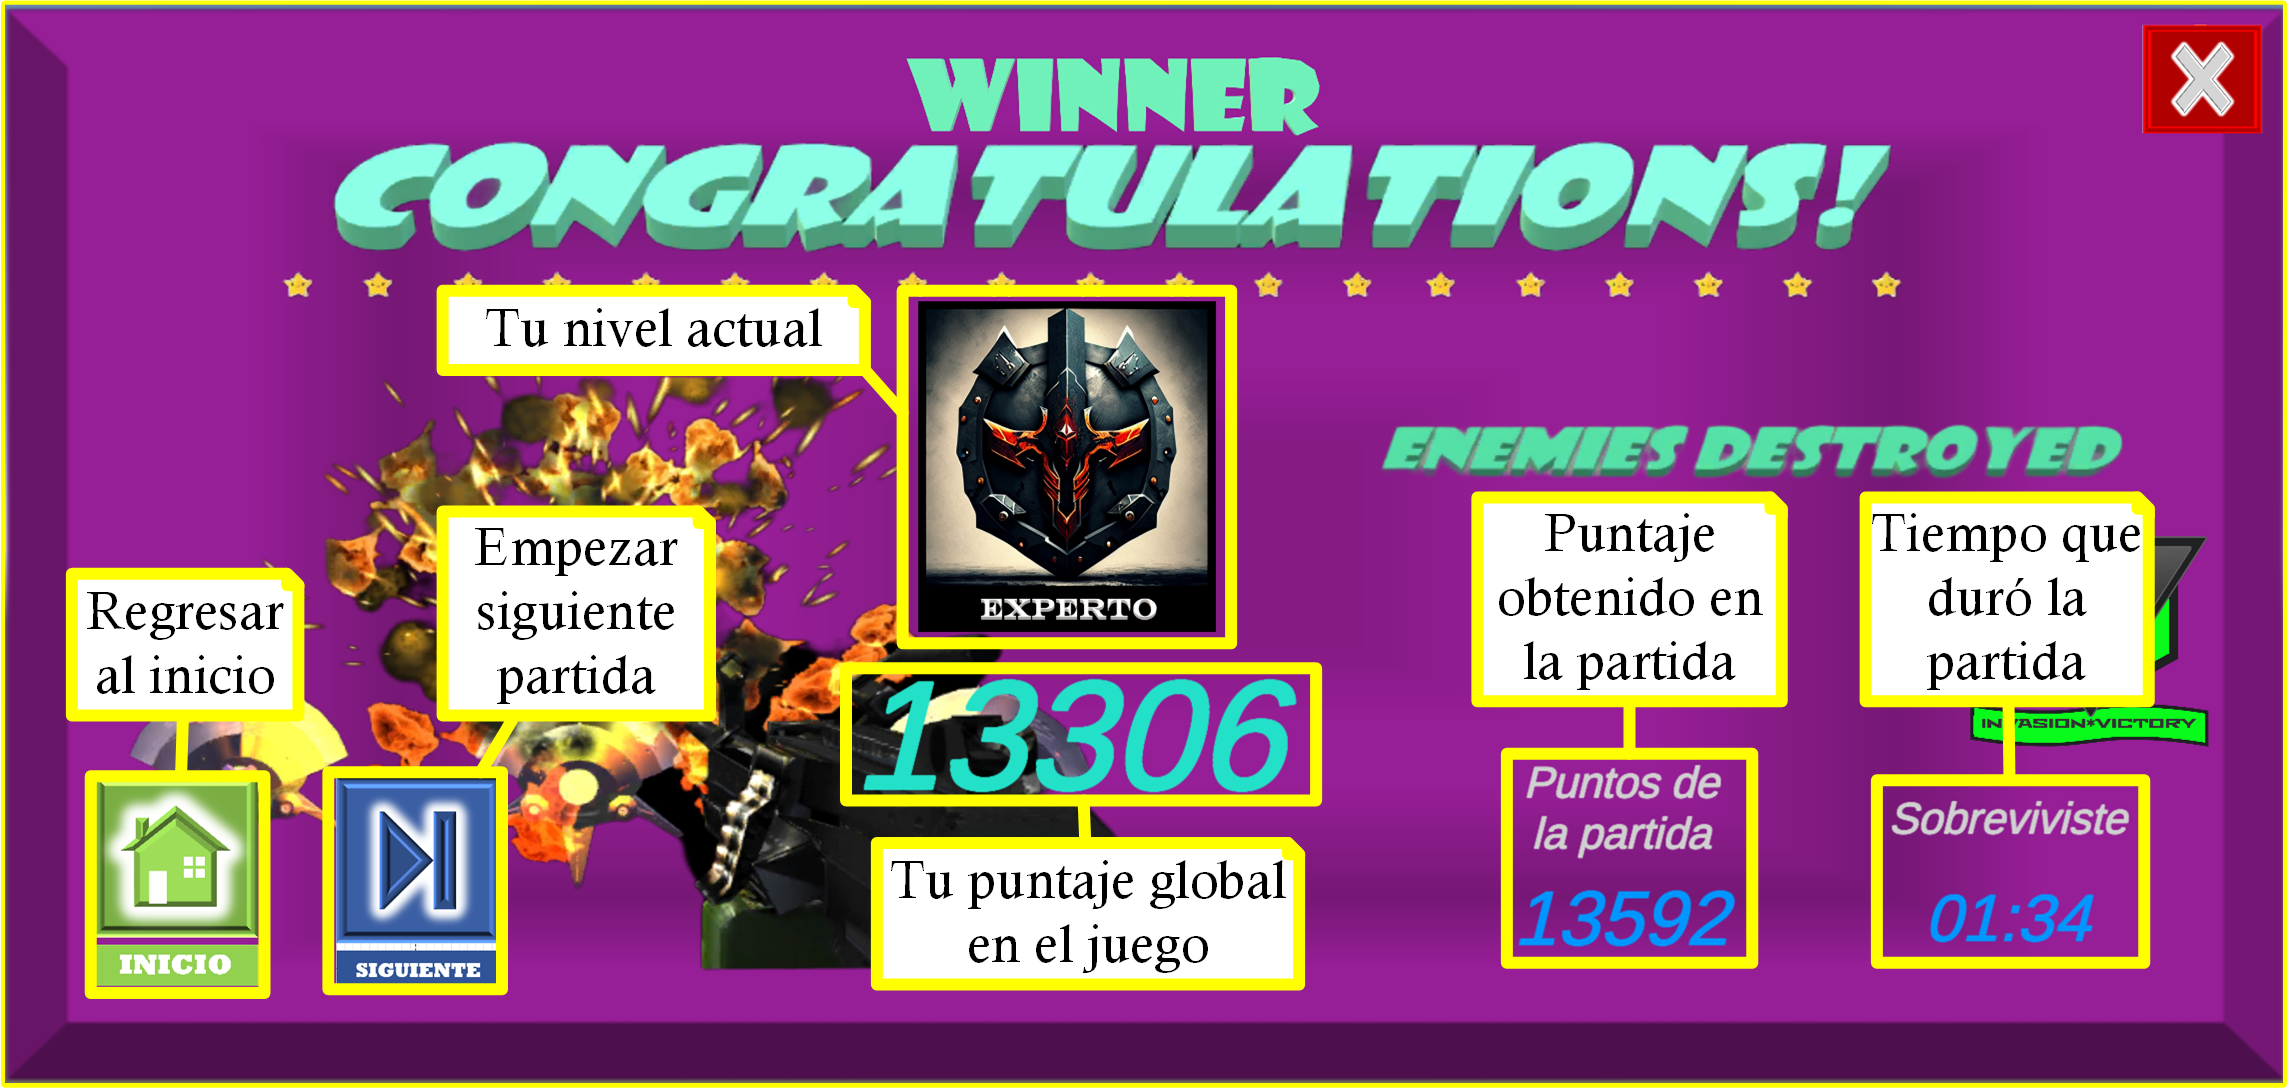 WINNER
CONGRATULATIONS!
Tu nivel actual
EXPERTO
ENEMIES DESTROYED
Regresar
al inicio
Empezar
siguiente
partida
Puntaje
obtenido en
la partida
Tiempo que
duró la
partida
INVASION*VICTORY
13306
Tu puntaje global
en el juego
INICIO
SIGUIENTE
Puntos de
la partida
13592
Sobreviviste
01:34